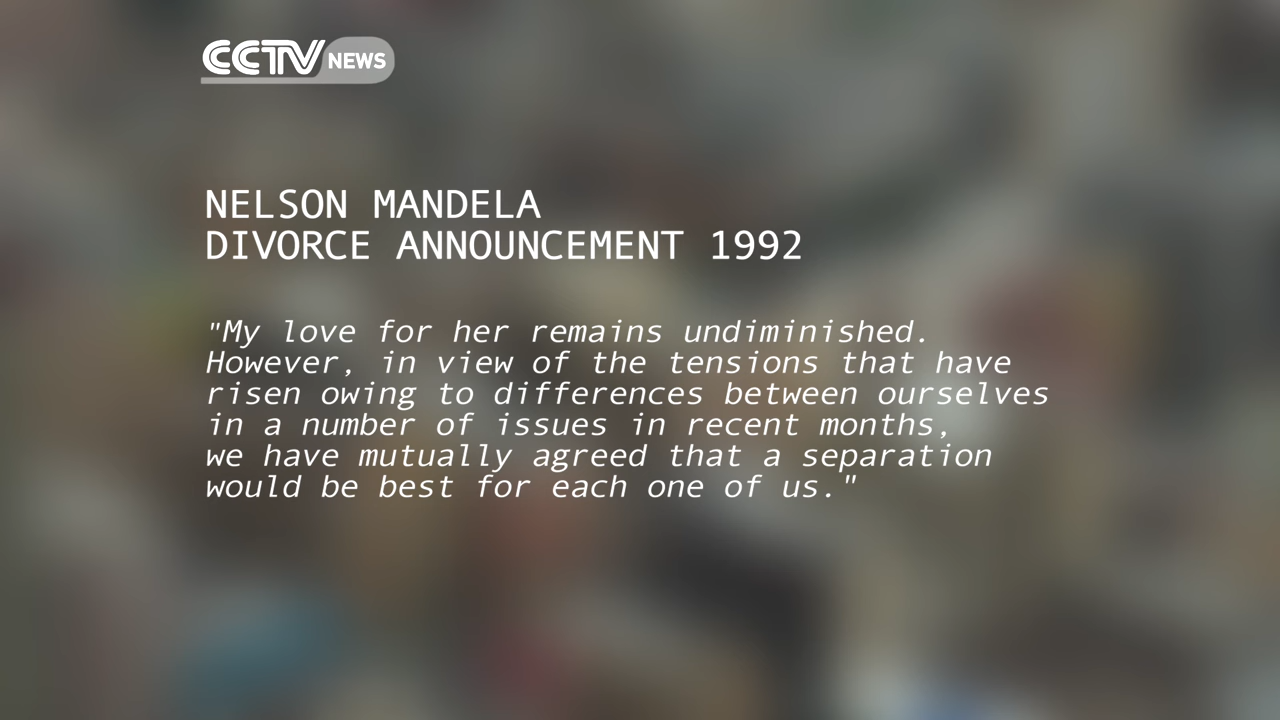 CCTV NEWS
NELSON MANDELA
DIVORCE ANNOUNCEMENT 1992
"My love for her remains undiminished.
However, in view of the tensions that have
risen owing to differences between ourselves
in a number of issues in recent months,
we have mutually agreed that a separation
would be best for each one of us."